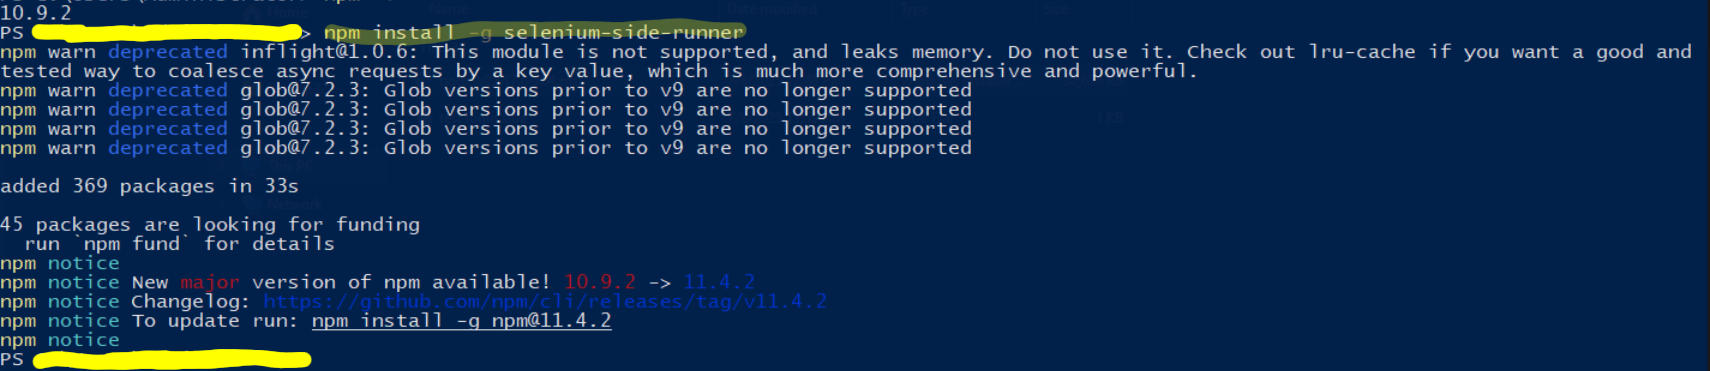 10.9.2
PS > npm install -g selenium-side-runner
npm warn deprecated inflight@1.0.6: This module is not supported, and leaks memory. Do not use it. Check out lru-cache if you want a good and
tested way to coalesce async requests by a key value, which is much more comprehensive and powerful.
npm warn deprecated glob@7.2.3: Glob versions prior to v9 are no longer supported
npm warn deprecated glob@7.2.3: Glob versions prior to v9 are no longer supported
npm warn deprecated glob@7.2.3: Glob versions prior to v9 are no longer supported
npm warn deprecated glob@7.2.3: Glob versions prior to v9 are no longer supported
added 369 packages in 33s
45 packages are looking for funding
run `npm fund` for details
npm notice
npm notice New major version of npm available! 10.9.2 -> 11.4.2
npm notice Changelog: https://github.com/npm/cli/releases/tag/v11.4.2
npm notice To update run: npm install -g npm@11.4.2
npm notice
PS